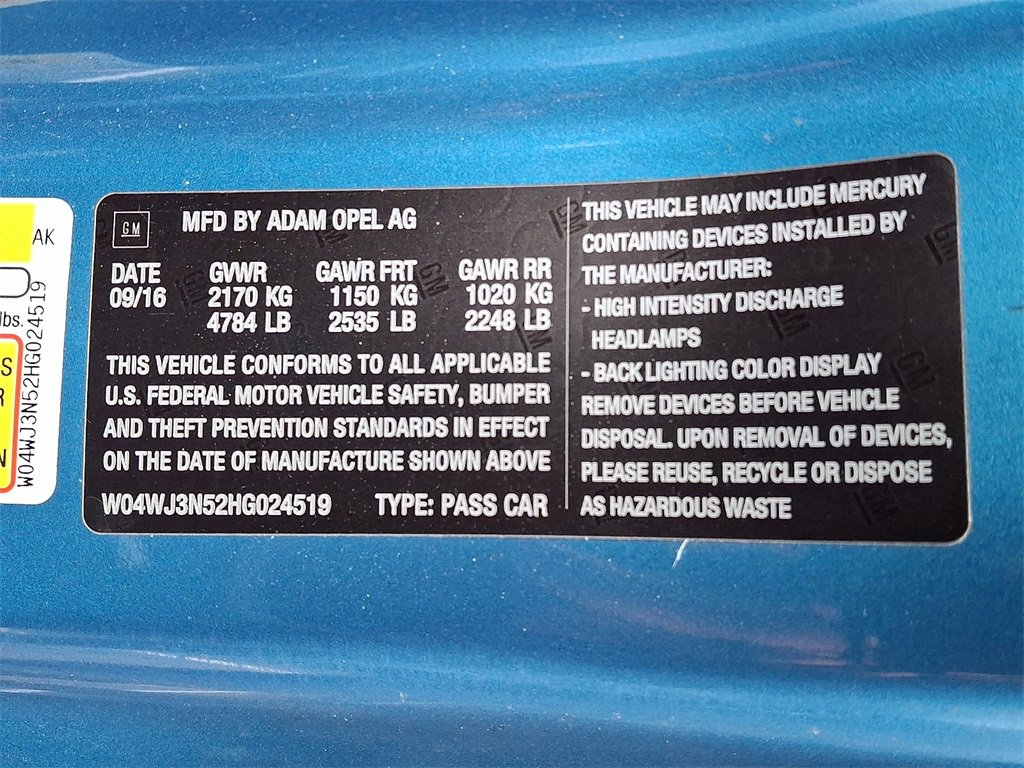 AK
lbs.
S
R
N
W04WJ3N52HG024519
GM
MFD BY ADAM OPEL AG
DATE GVWR GAWR FRT GAWR RR
09/16 2170 KG 1150 KG 1020 KG
4784 LB 2535 LB 2248 LB
THIS VEHICLE CONFORMS TO ALL APPLICABLE
U.S. FEDERAL MOTOR VEHICLE SAFETY, BUMPER
AND THEFT PREVENTION STANDARDS IN EFFECT
ON THE DATE OF MANUFACTURE SHOWN ABOVE
W04WJ3N52HG024519 TYPE: PASS CAR
THIS VEHICLE MAY INCLUDE MERCURY
CONTAINING DEVICES INSTALLED BY
THE MANUFACTURER:
- HIGH INTENSITY DISCHARGE
HEADLAMPS
- BACK LIGHTING COLOR DISPLAY
REMOVE DEVICES BEFORE VEHICLE
DISPOSAL. UPON REMOVAL OF DEVICES,
PLEASE REUSE, RECYCLE OR DISPOSE
AS HAZARDOUS WASTE